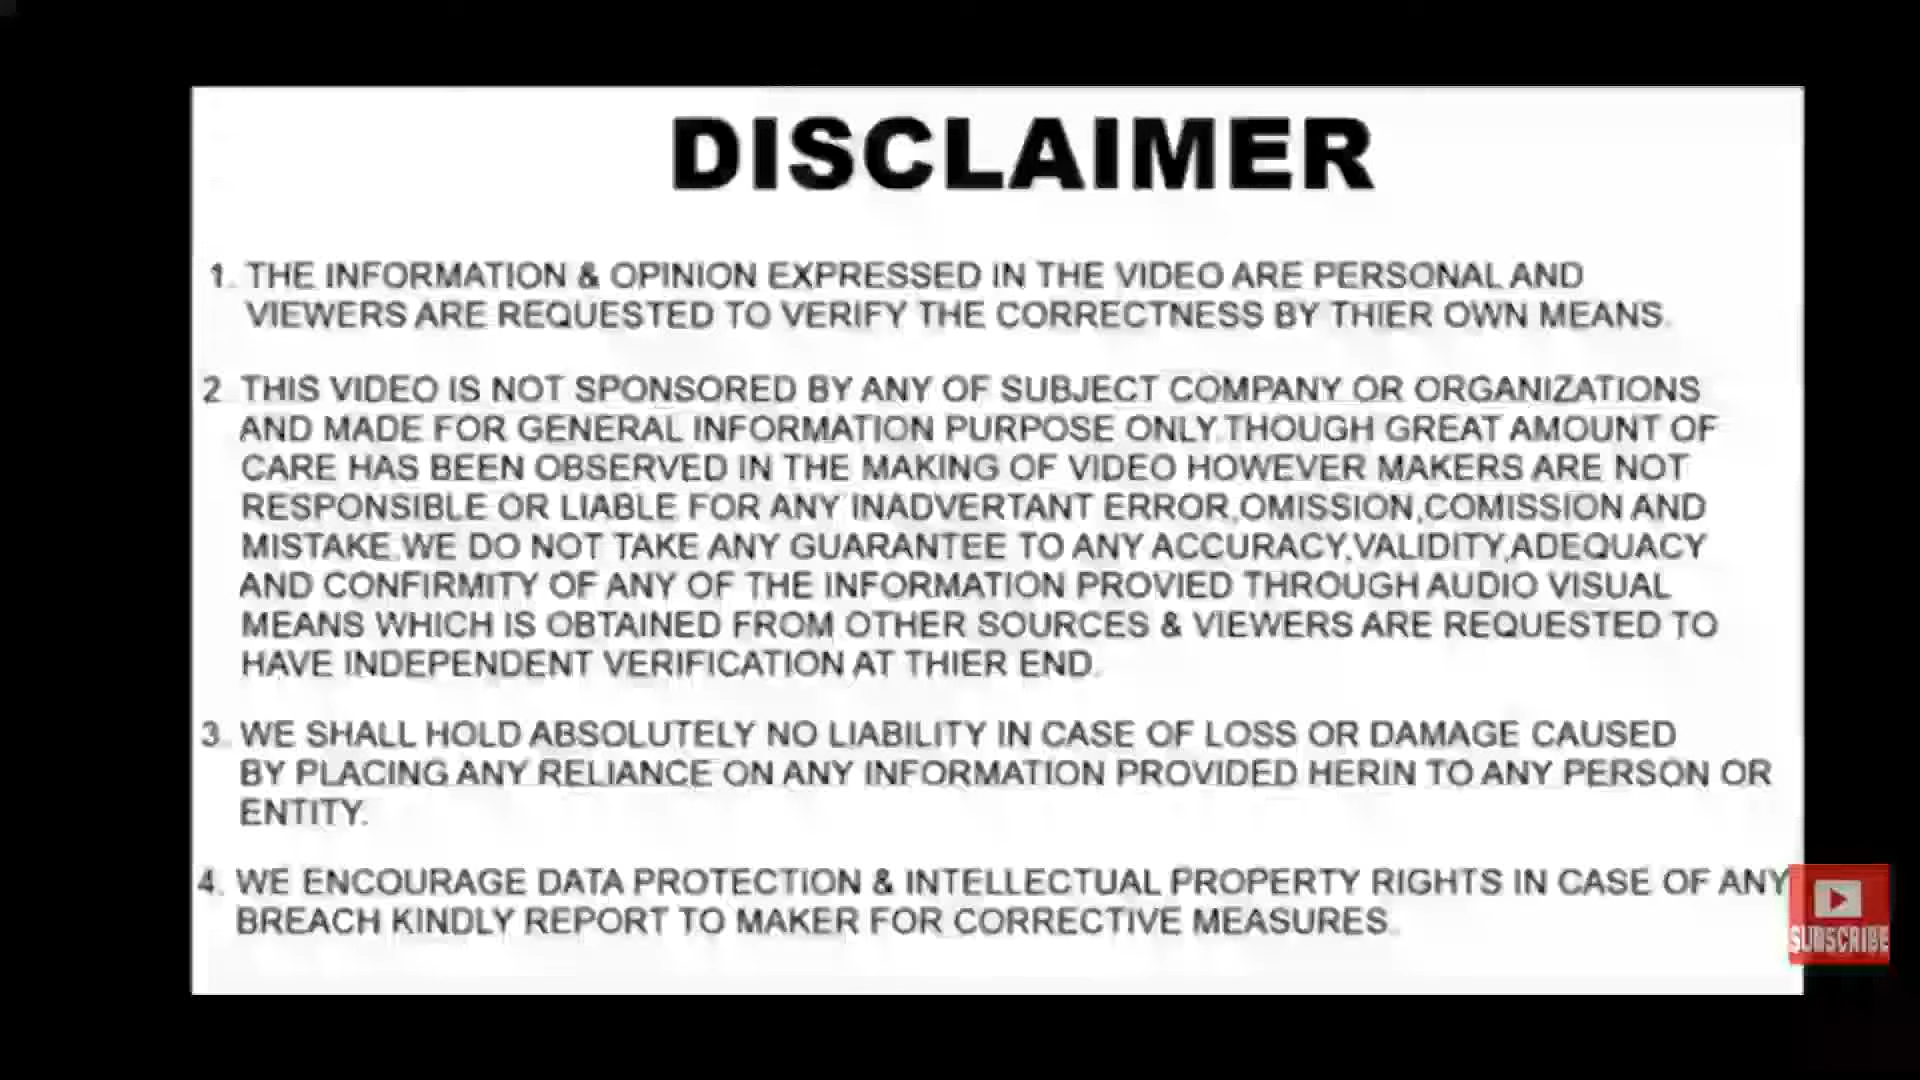 DISCLAIMER
1. THE INFORMATION & OPINION EXPRESSED IN THE VIDEO ARE PERSONAL AND
VIEWERS ARE REQUESTED TO VERIFY THE CORRECTNESS BY THIER OWN MEANS.
2. THIS VIDEO IS NOT SPONSORED BY ANY OF SUBJECT COMPANY OR ORGANIZATIONS
AND MADE FOR GENERAL INFORMATION PURPOSE ONLY.THOUGH GREAT AMOUNT OF
CARE HAS BEEN OBSERVED IN THE MAKING OF VIDEO HOWEVER MAKERS ARE NOT
RESPONSIBLE OR LIABLE FOR ANY INADVERTANT ERROR,OMISSION,COMISSION AND
MISTAKE.WE DO NOT TAKE ANY GUARANTEE TO ANY ACCURACY,VALIDITY,ADEQUACY
AND CONFIRMITY OF ANY OF THE INFORMATION PROVIED THROUGH AUDIO VISUAL
MEANS WHICH IS OBTAINED FROM OTHER SOURCES & VIEWERS ARE REQUESTED TO
HAVE INDEPENDENT VERIFICATION AT THIER END.
3. WE SHALL HOLD ABSOLUTELY NO LIABILITY IN CASE OF LOSS OR DAMAGE CAUSED
BY PLACING ANY RELIANCE ON ANY INFORMATION PROVIDED HERIN TO ANY PERSON OR
ENTITY.
4. WE ENCOURAGE DATA PROTECTION & INTELLECTUAL PROPERTY RIGHTS IN CASE OF ANY
BREACH KINDLY REPORT TO MAKER FOR CORRECTIVE MEASURES.
SUBSCRIBE